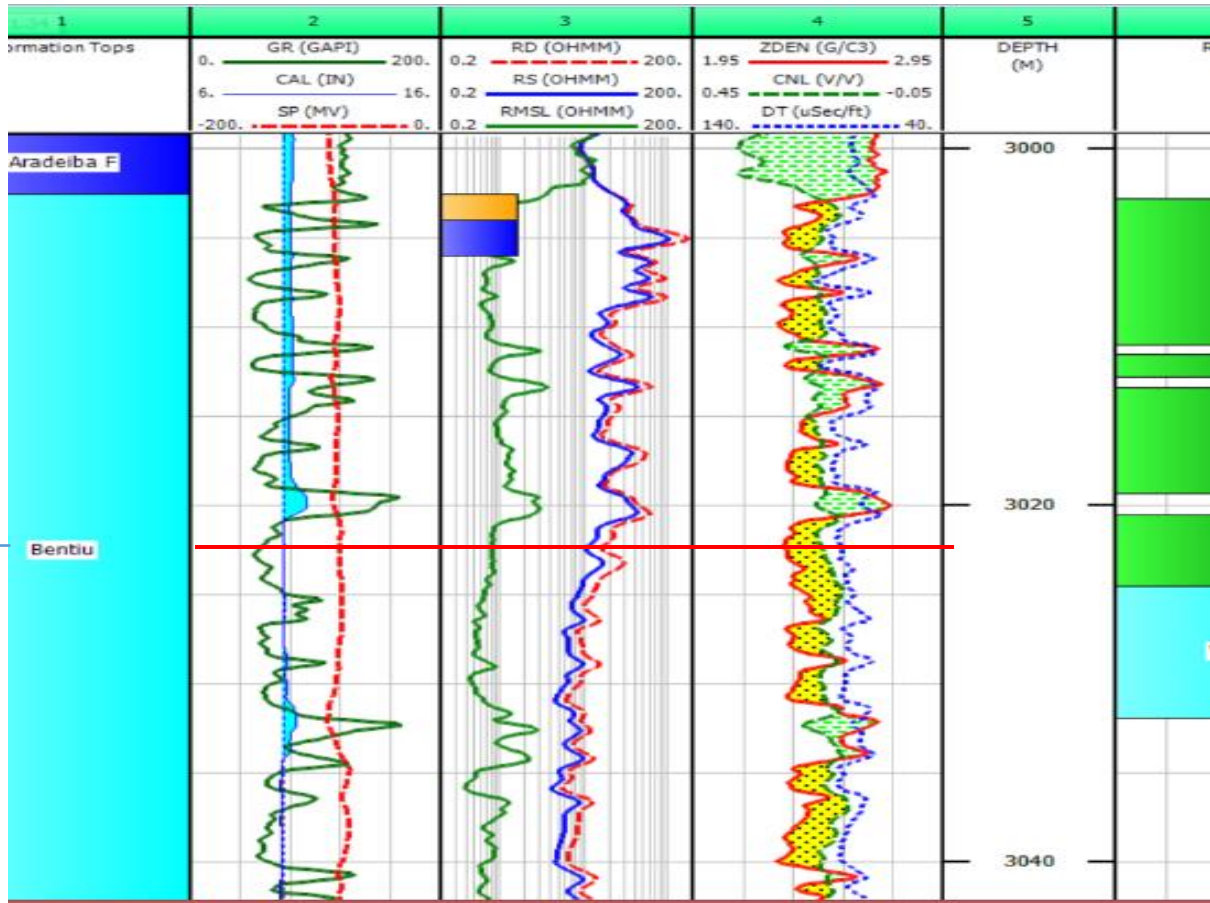 1 2 3 4 5
ormation Tops GR (GAPI) RD (OHMM) ZDEN (G/C3) DEPTH R
0. 200. 0.2 200. 1.95 2.95 (M)
CAL (IN) RS (OHMM) CNL (V/V)
6. 16. 0.2 200. 0.45 -0.05
SP (MV) RMSL (OHMM) DT (uSec/ft)
-200. 0. 0.2 200. 140. 40.
3000
Aradeiba F
3020
Bentiu
3040